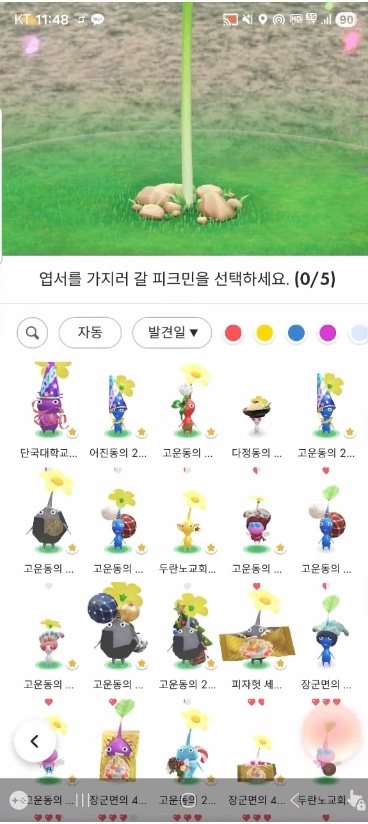 KT 11:48 90
엽서를 가지러 갈 피크민을 선택하세요. (0/5)
자동 발견일 ▼
단국대학교... 어진동의 2... 고운동의 ... 다정동의 ... 고운동의 2...
고운동의 ... 고운동의 ... 두란노교회... 고운동의 ... 고운동의 ...
고운동의 ... 고운동의 ... 고운동의 2... 피자헛 세... 장군면의 ...
고운동의 ... 장군면의 4... 고운동의 2... 장군면의 4... 두란노교회...